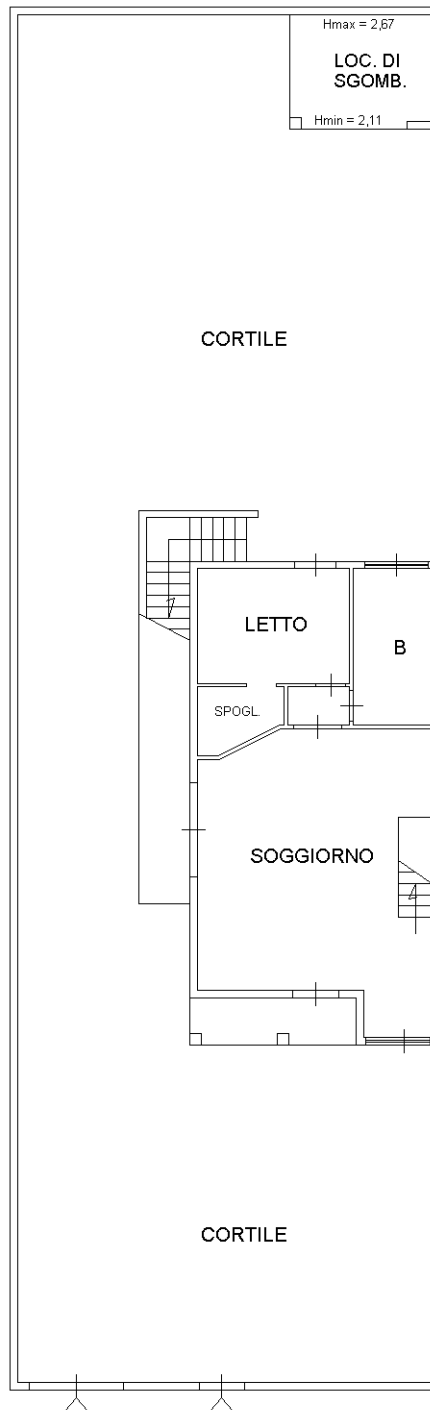 Hmax = 2,67
LOC. DI
SGOMB.
Hmin = 2,11
CORTILE
LETTO
B
SPOGL.
SOGGIORNO
CORTILE